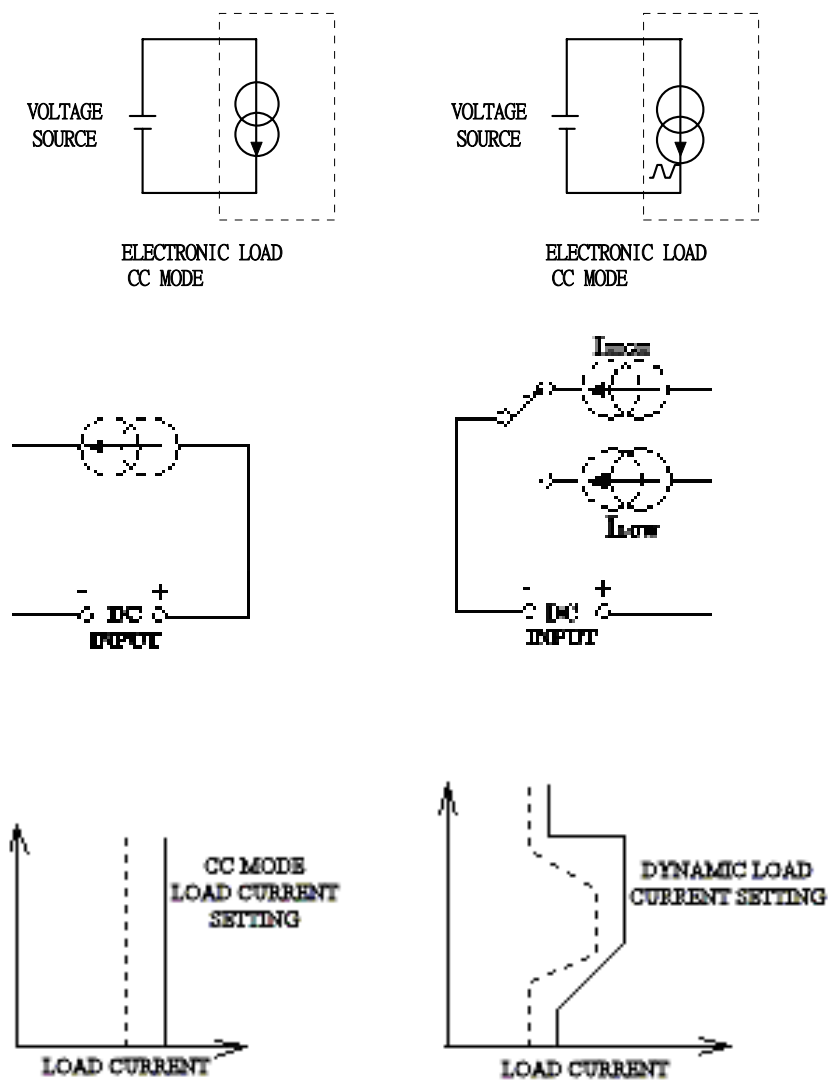 VOLTAGE
SOURCE
ELECTRONIC LOAD
CC MODE
VOLTAGE
SOURCE
ELECTRONIC LOAD
CC MODE
- +
DC
INPUT
IHIGH
ILOW
- +
DC
INPUT
CC MODE
LOAD CURRENT
SETTING
LOAD CURRENT
DYNAMIC LOAD
CURRENT SETTING
LOAD CURRENT